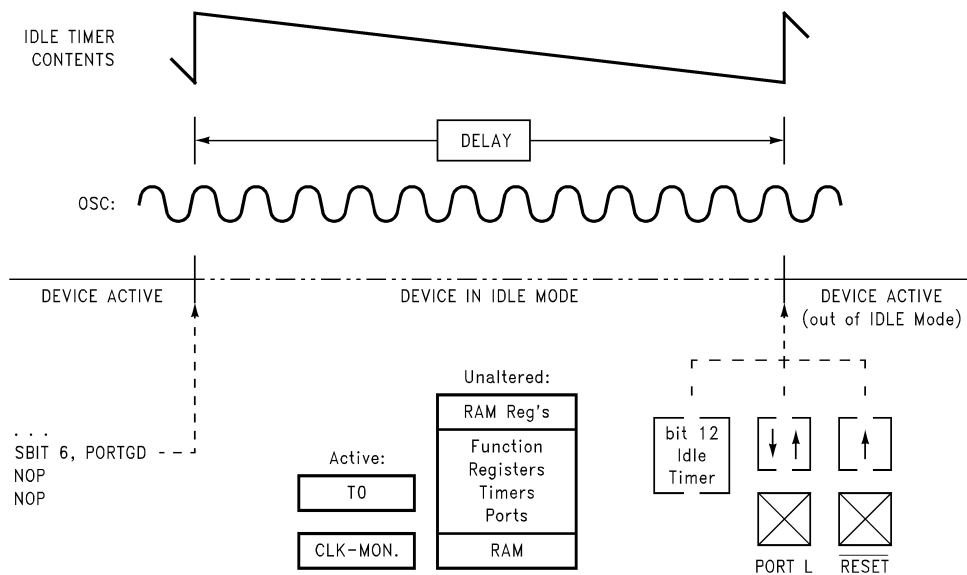 IDLE TIMER
CONTENTS
DELAY
OSC:
DEVICE ACTIVE
DEVICE IN IDLE MODE
DEVICE ACTIVE
(out of IDLE Mode)
. . .
SBIT 6, PORTGD
NOP
NOP
Active:
T0
CLK-MON.
Unaltered:
RAM Reg's
Function
Registers
Timers
Ports
RAM
bit 12
Idle
Timer
PORT L
RESET